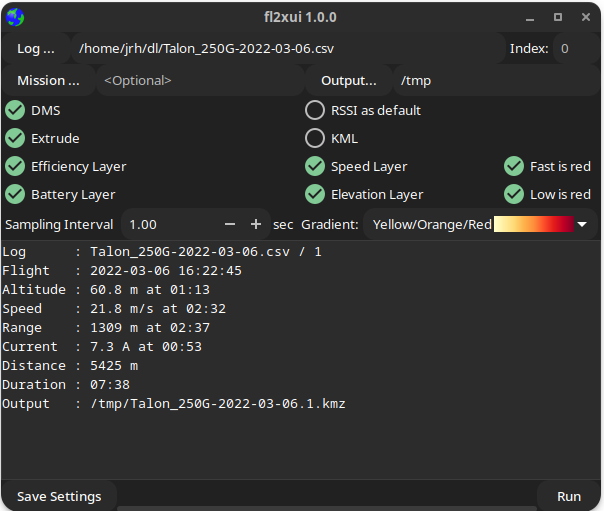 fl2xui 1.0.0
Log ... /home/jrh/dl/Talon_250G-2022-03-06.csv Index: 0
Mission ... <Optional> Output... /tmp
DMS RSSI as default
Extrude KML
Efficiency Layer Speed Layer Fast is red
Battery Layer Elevation Layer Low is red
Sampling Interval 1.00 − + sec Gradient: Yellow/Orange/Red
Log : Talon_250G-2022-03-06.csv / 1
Flight : 2022-03-06 16:22:45
Altitude : 60.8 m at 01:13
Speed : 21.8 m/s at 02:32
Range : 1309 m at 02:37
Current : 7.3 A at 00:53
Distance : 5425 m
Duration : 07:38
Output : /tmp/Talon_250G-2022-03-06.1.kmz
Save Settings Run